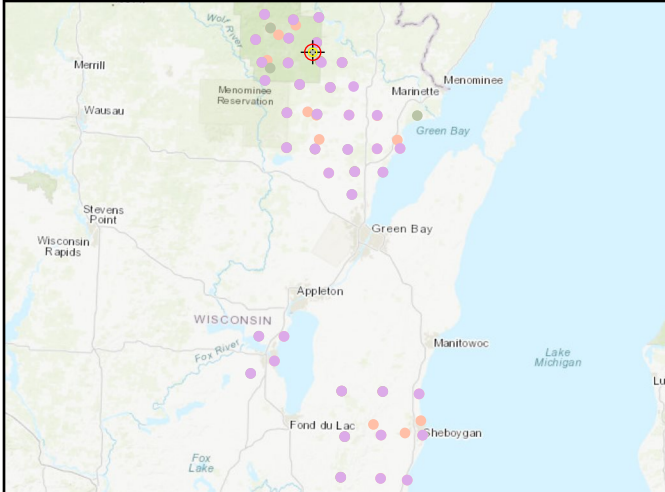 Wolf
River
Merrill
Menominee
Menominee
Reservation
Marinette
Wausau
Green Bay
Stevens
Point
Green Bay
Wisconsin
Rapids
Appleton
WISCONSIN
Fox River
Manitowoc
Lake
Michigan
Lu
Fond du Lac
Sheboygan
Fox
Lake